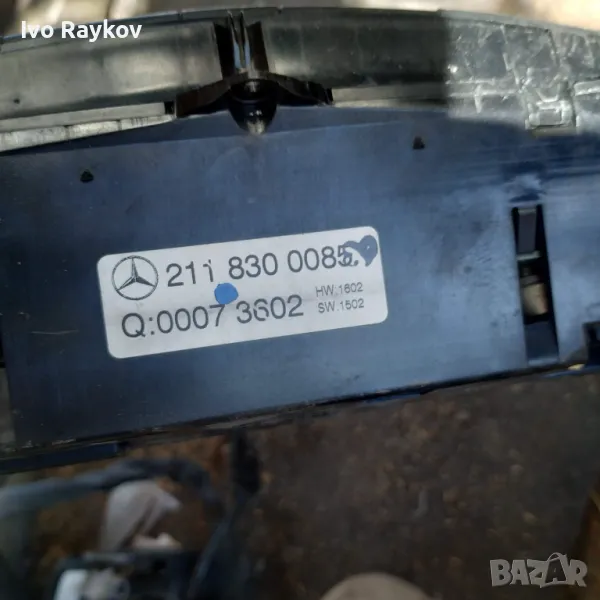 Ivo Raykov
211 830 0085
Q:0007 3602
HW.1602
SW.1502
BAZAR